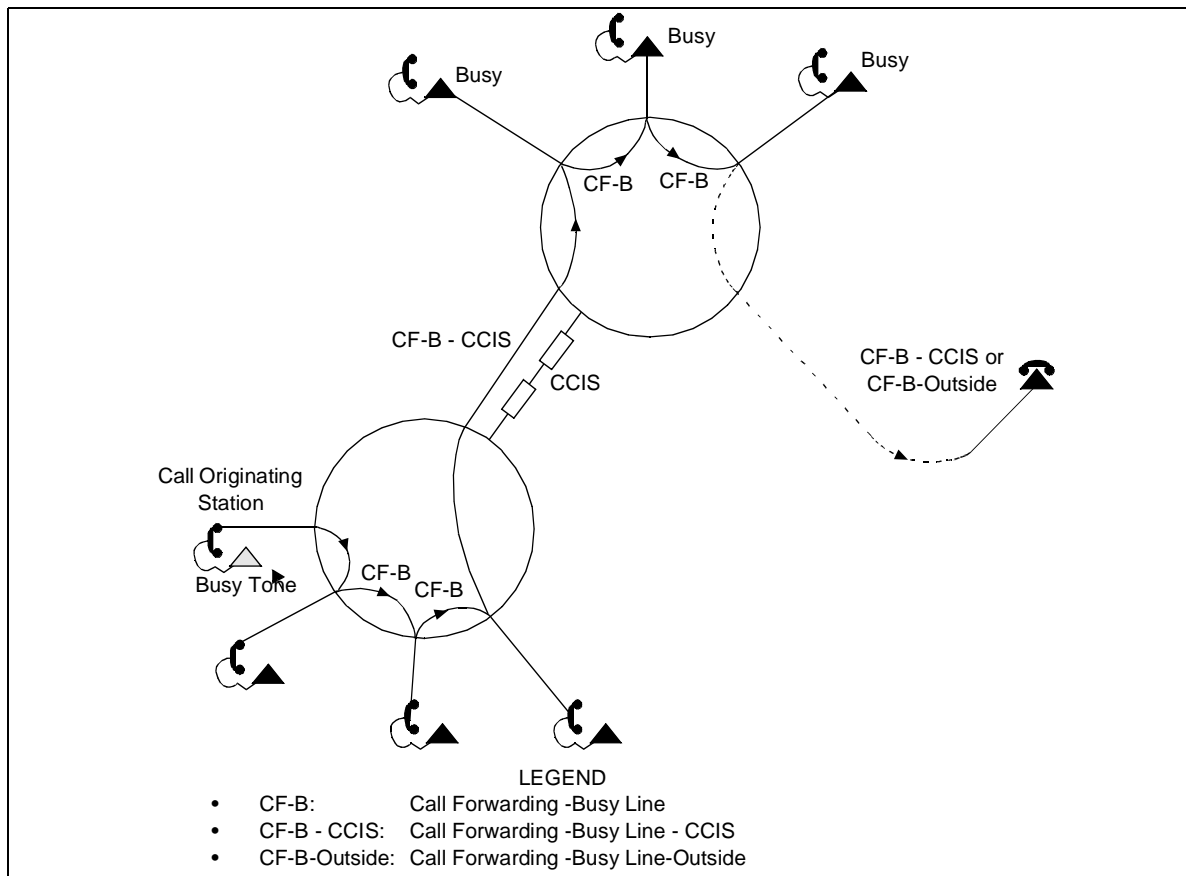 Busy
Busy
Busy
CF-B
CF-B
CF-B - CCIS
CCIS
CF-B - CCIS or
CF-B-Outside
Call Originating
Station
Busy Tone
CF-B
CF-B
LEGEND
• CF-B: Call Forwarding -Busy Line
• CF-B - CCIS: Call Forwarding -Busy Line - CCIS
• CF-B-Outside: Call Forwarding -Busy Line-Outside